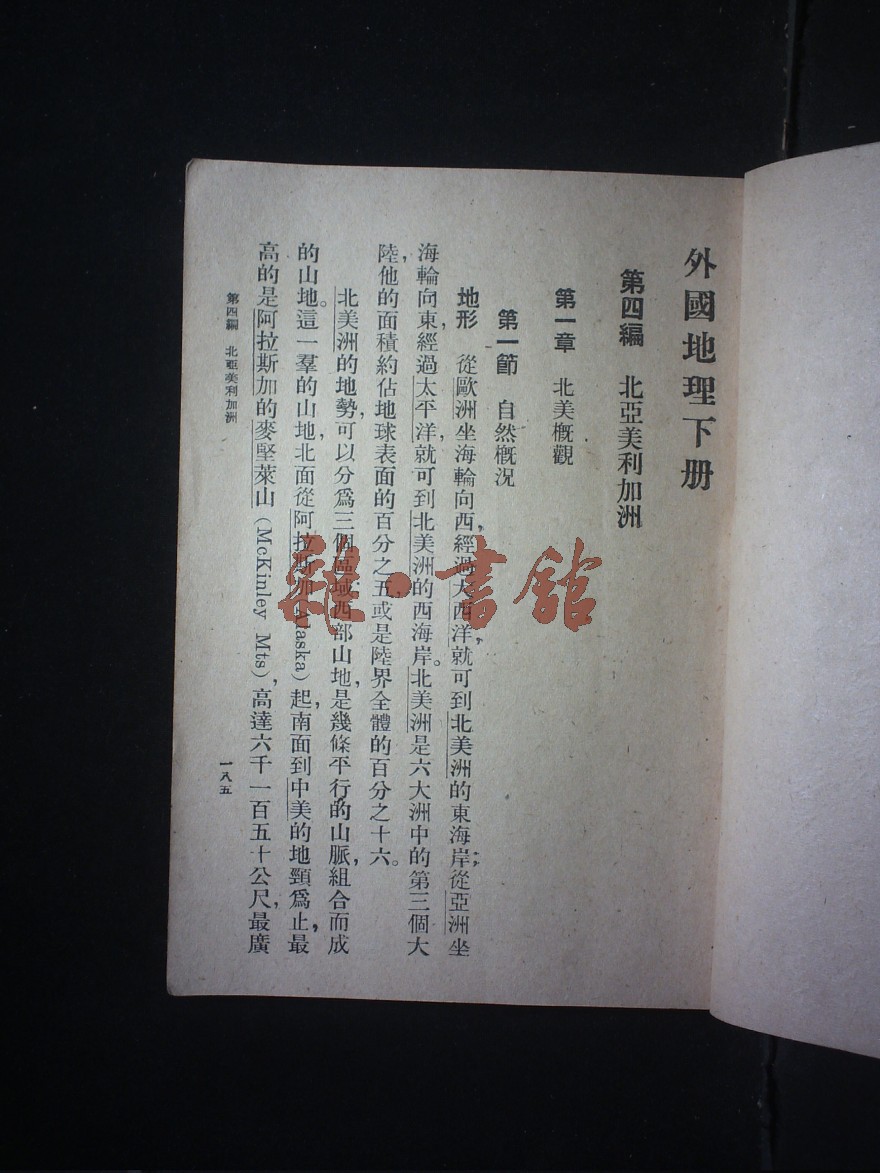 外國地理下册
第四編 北亞美利加洲
第一章 北美概觀
第一節 自然概況
地形 從歐洲坐海輪向西,經過大西洋,就可到北美洲的東海岸;從亞洲坐
海輪向東,經過太平洋,就可到北美洲的西海岸。北美洲是六大洲中的第三個大
陸,他的面積約佔地球表面的百分之五,或是陸界全體的百分之十六。
北美洲的地勢,可以分爲三個區域:西部山地,是幾條平行的山脈,組合而成
的山地。這一羣的山地,北面從阿拉斯加(Alaska)起,南面到中美的地頸爲止,最
高的是阿拉斯加的麥堅萊山(McKinley Mts),高達六千一百五十公尺,最廣
第四編 北亞美利加洲
一八五
雜·書館